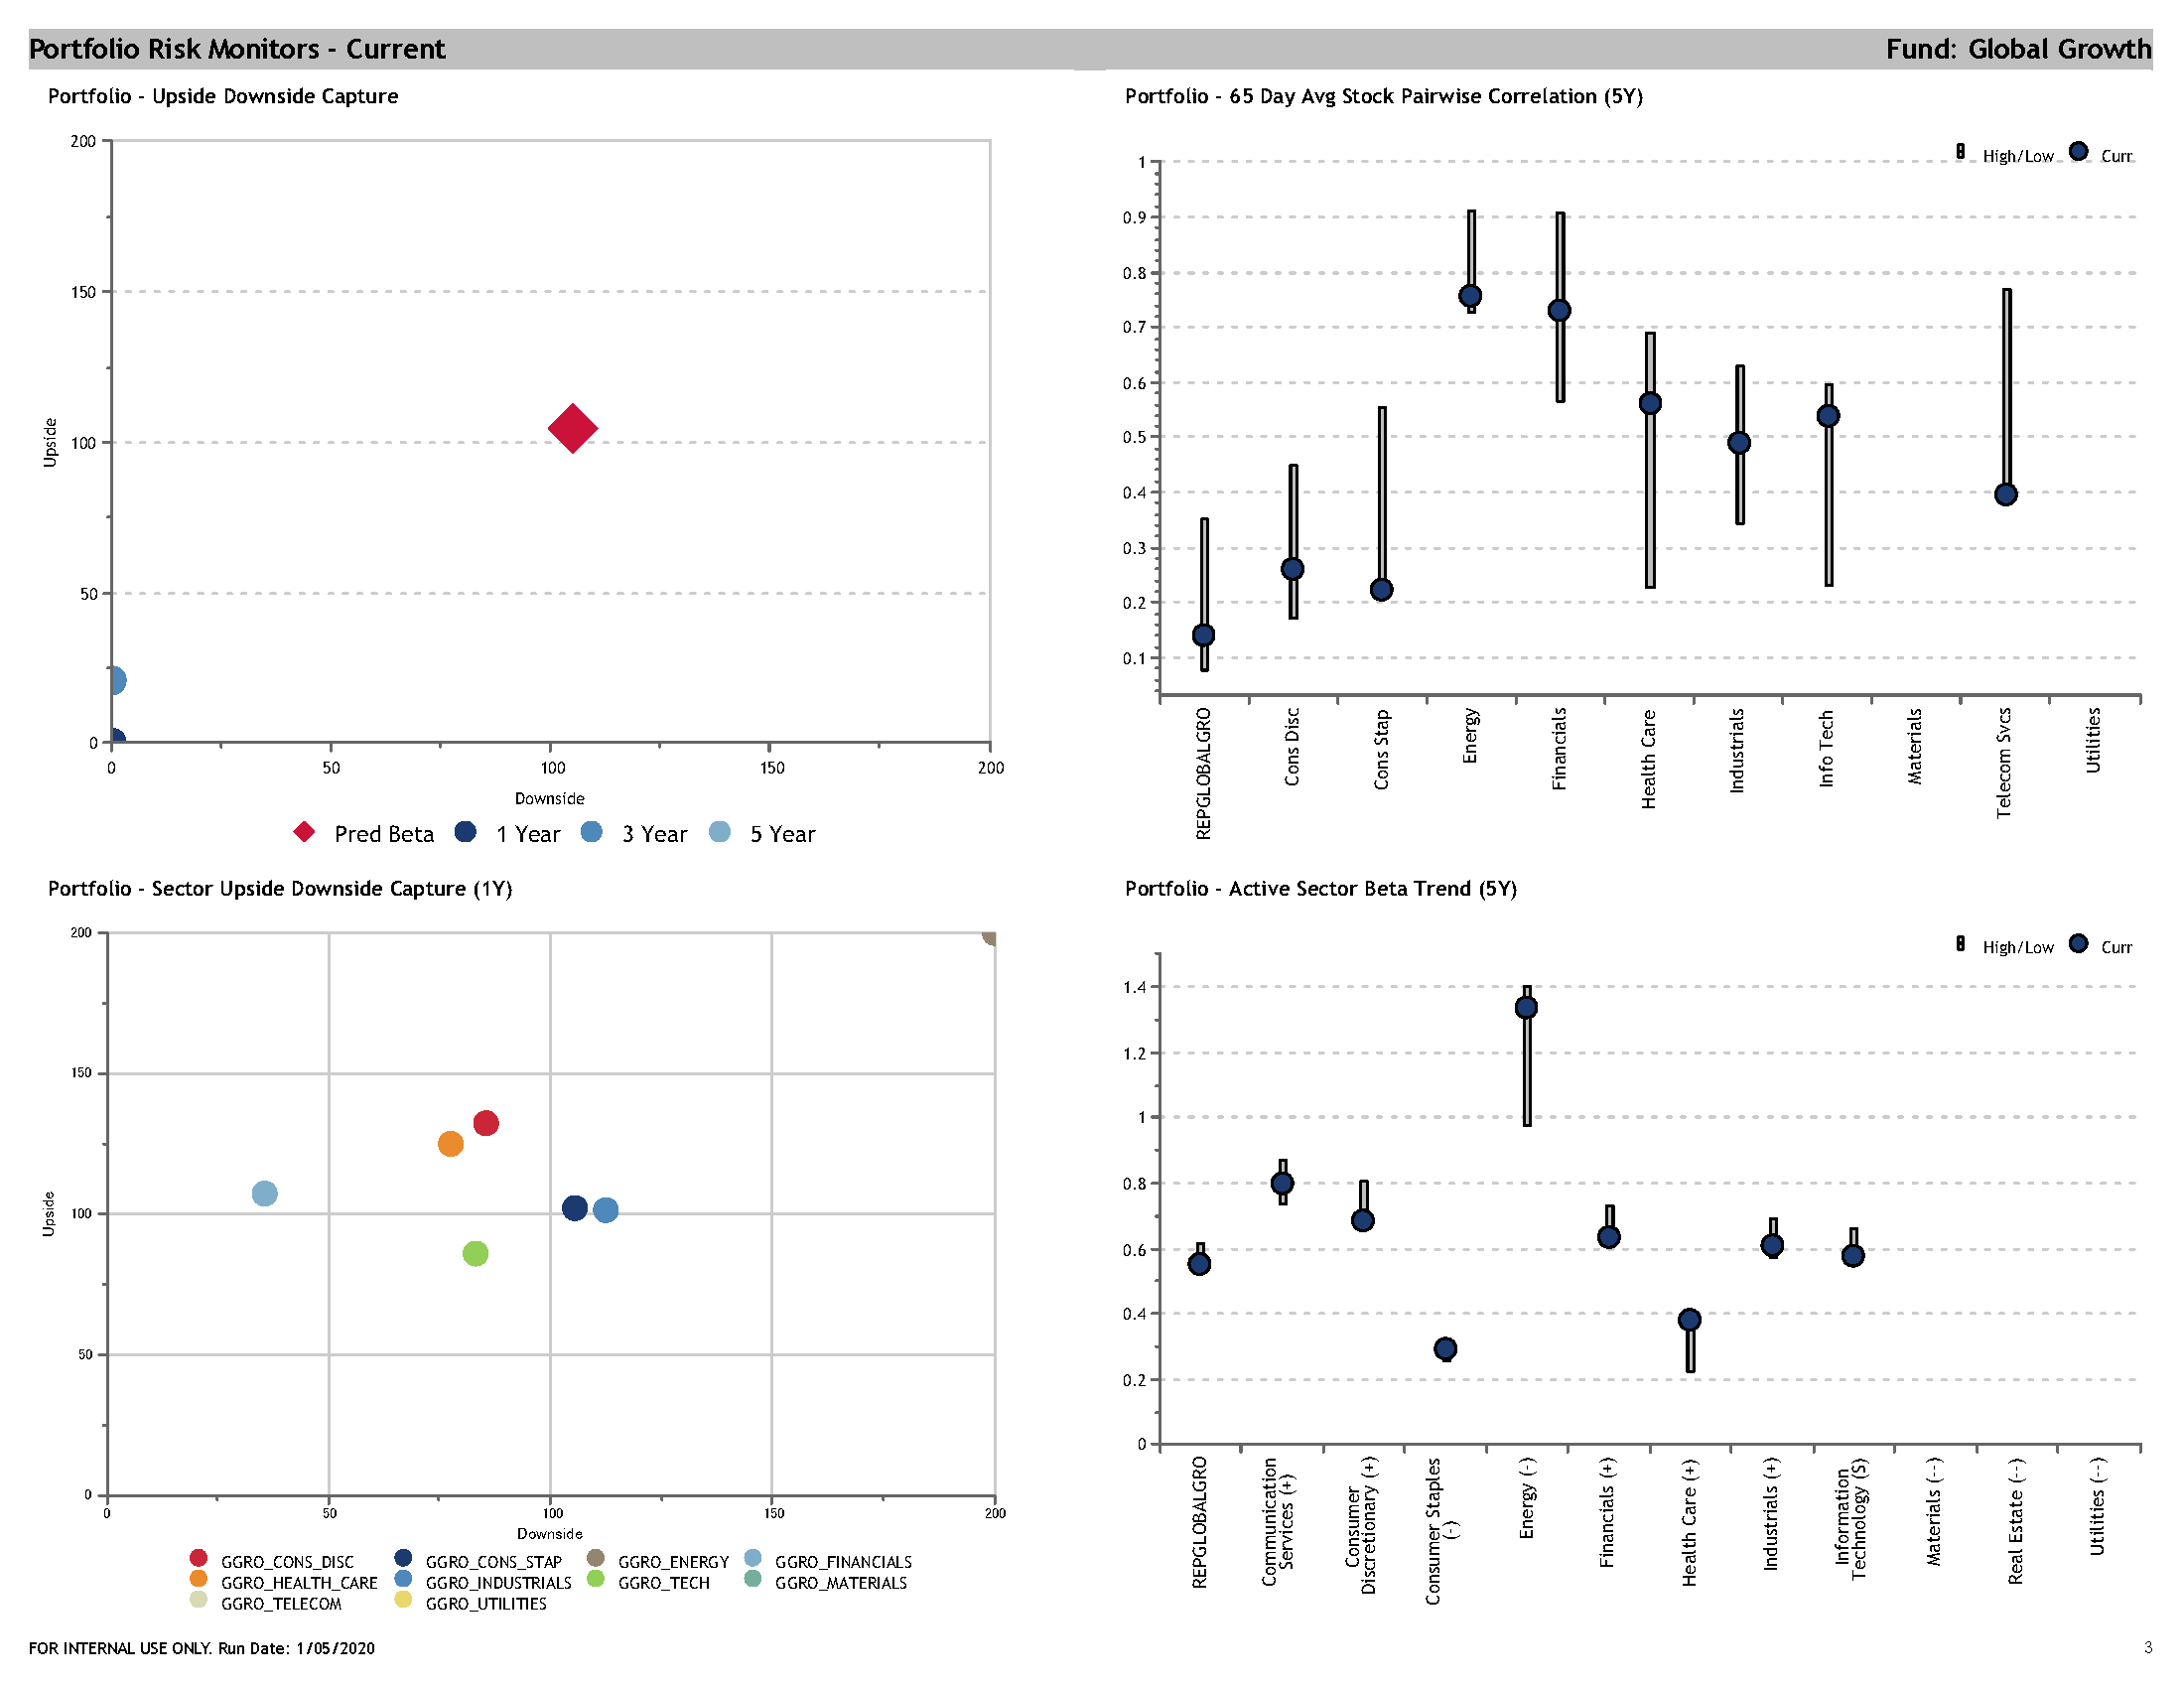 Portfolio Risk Monitors - Current
Fund: Global Growth
Portfolio - Upside Downside Capture
200
150
100
50
0
Upside
0 50 100 150 200
Downside
Pred Beta 1 Year 3 Year 5 Year
Portfolio - 65 Day Avg Stock Pairwise Correlation (5Y)
High/Low Curr
1
0.9
0.8
0.7
0.6
0.5
0.4
0.3
0.2
0.1
REPGLOBALGRO
Cons Disc
Cons Stap
Energy
Financials
Health Care
Industrials
Info Tech
Materials
Telecom Svcs
Utilities
Portfolio - Sector Upside Downside Capture (1Y)
200
150
100
50
0
Upside
0 50 100 150 200
Downside
GGRO_CONS_DISC GGRO_CONS_STAP GGRO_ENERGY GGRO_FINANCIALS
GGRO_HEALTH_CARE GGRO_INDUSTRIALS GGRO_TECH GGRO_MATERIALS
GGRO_TELECOM GGRO_UTILITIES
Portfolio - Active Sector Beta Trend (5Y)
High/Low Curr
1.4
1.2
1
0.8
0.6
0.4
0.2
0
REPGLOBALGRO
Communication
Services (+)
Consumer
Discretionary (+)
Consumer Staples
(-)
Energy (-)
Financials (+)
Health Care (+)
Industrials (+)
Information
Technology (S)
Materials (--)
Real Estate (--)
Utilities (--)
FOR INTERNAL USE ONLY. Run Date: 1/05/2020
3